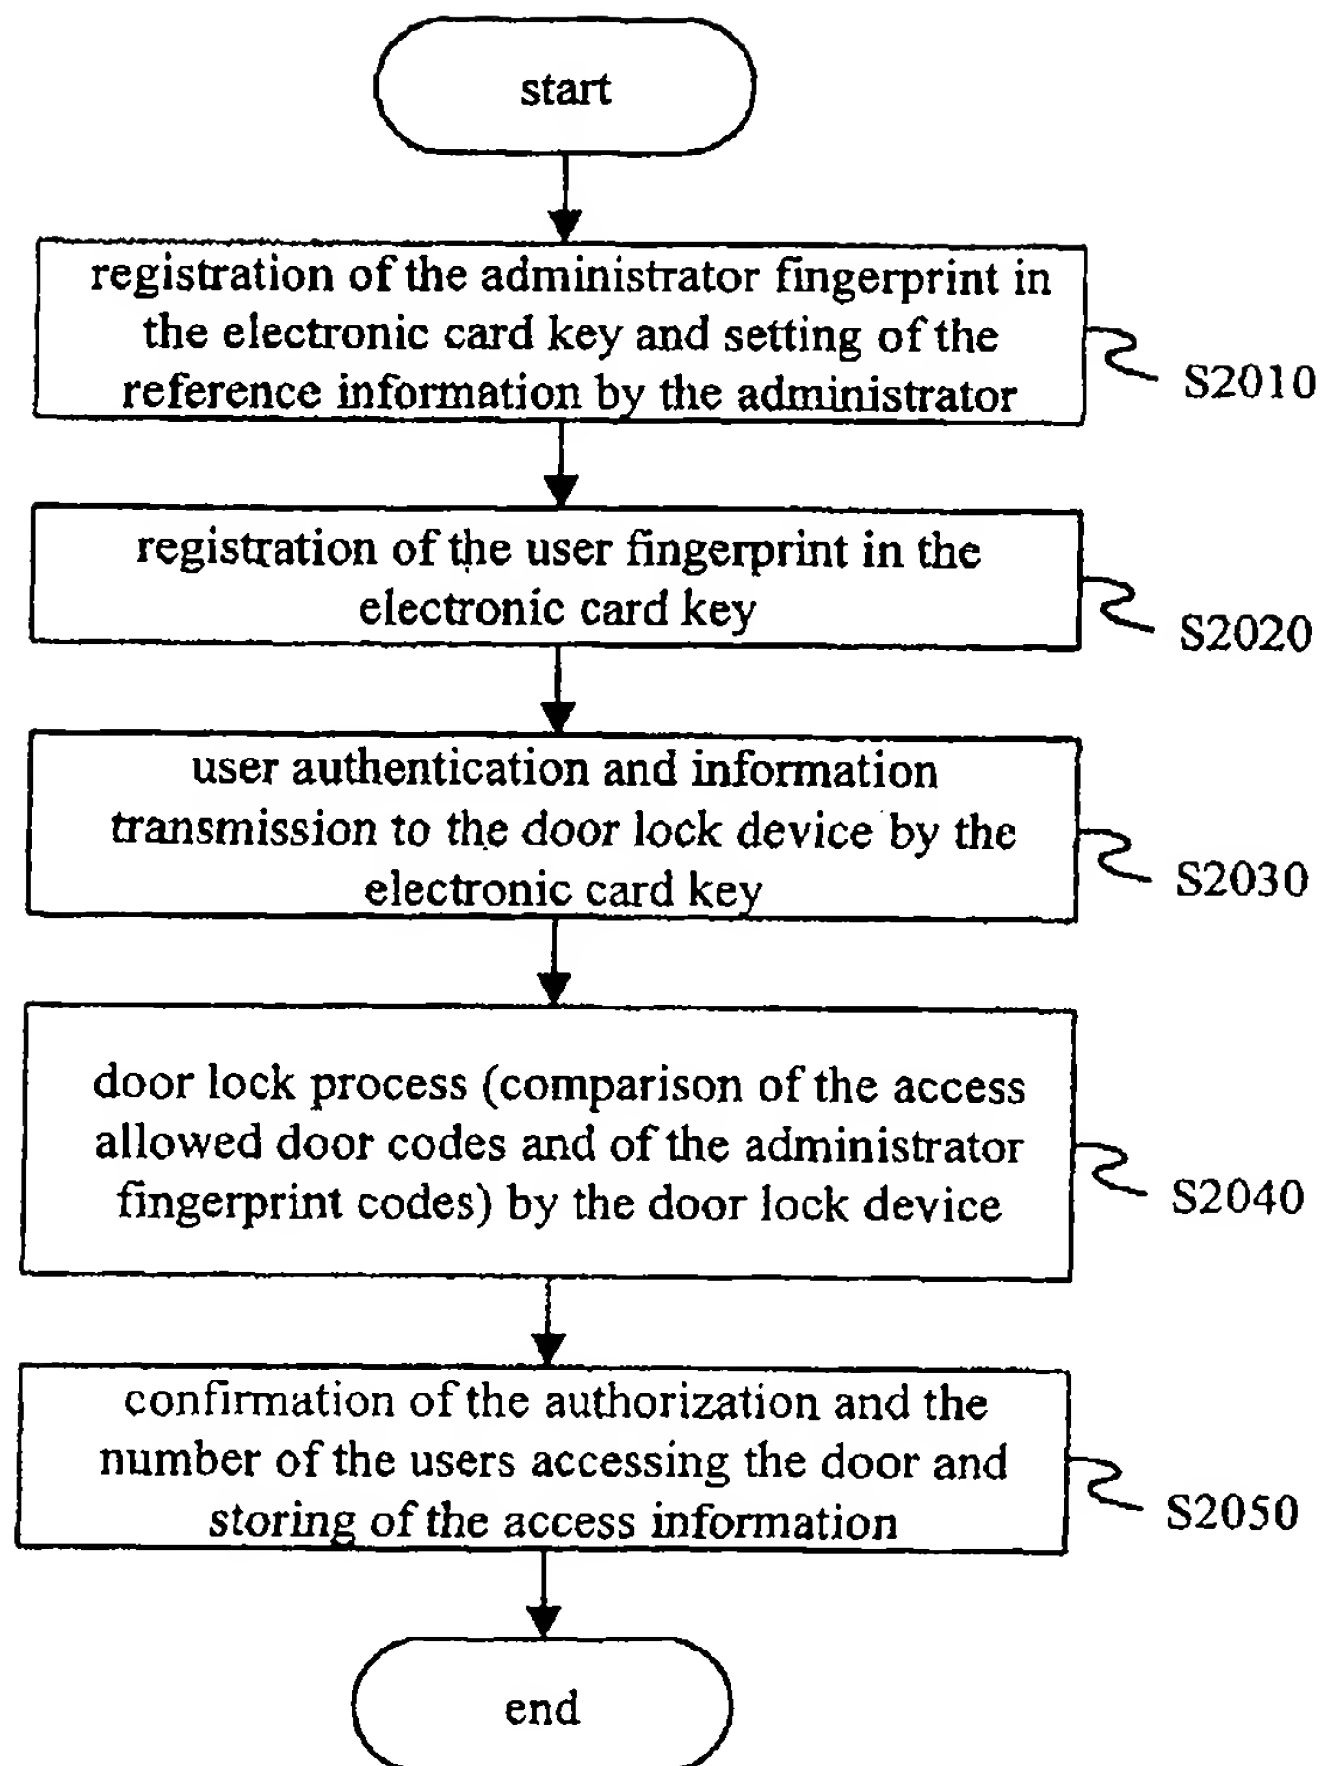 start
registration of the administrator fingerprint in
the electronic card key and setting of the
reference information by the administrator
S2010
registration of the user fingerprint in the
electronic card key
S2020
user authentication and information
transmission to the door lock device by the
electronic card key
S2030
door lock process (comparison of the access
allowed door codes and of the administrator
fingerprint codes) by the door lock device
S2040
confirmation of the authorization and the
number of the users accessing the door and
storing of the access information
S2050
end